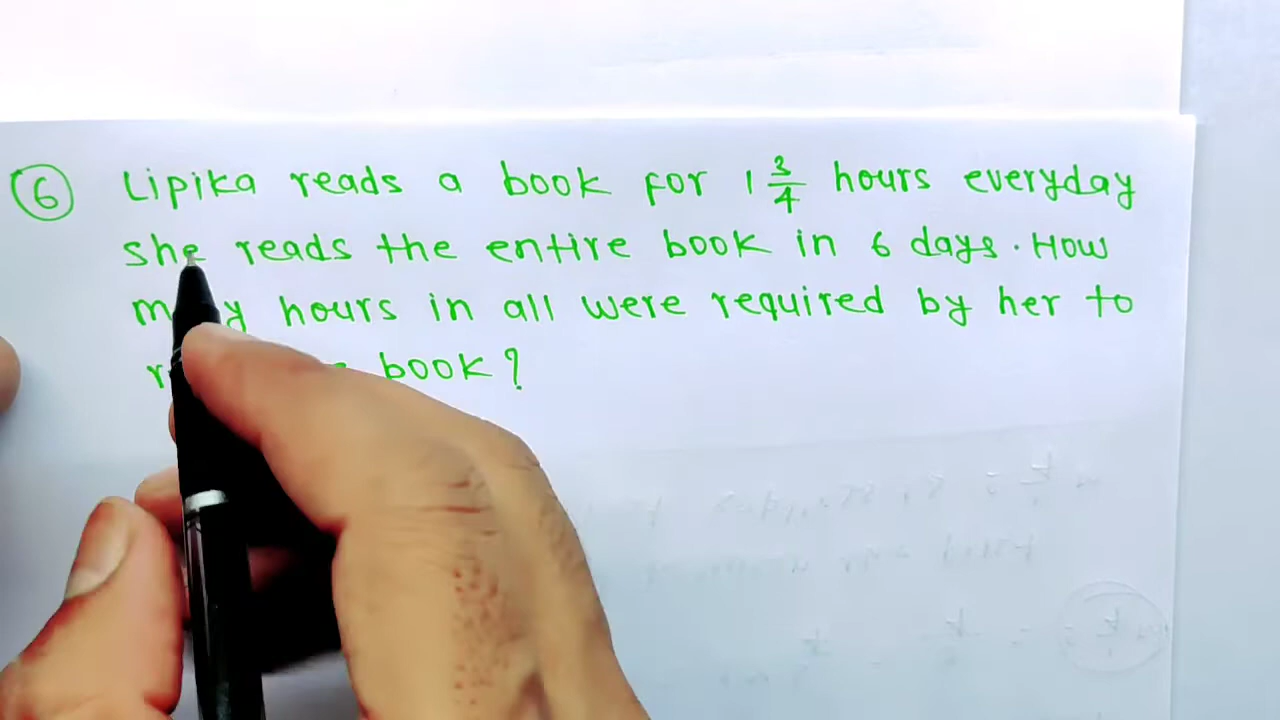 6 Lipika reads a book for 1 3/4 hours everyday
she reads the entire book in 6 days. How
hours in all were required by her to
book?